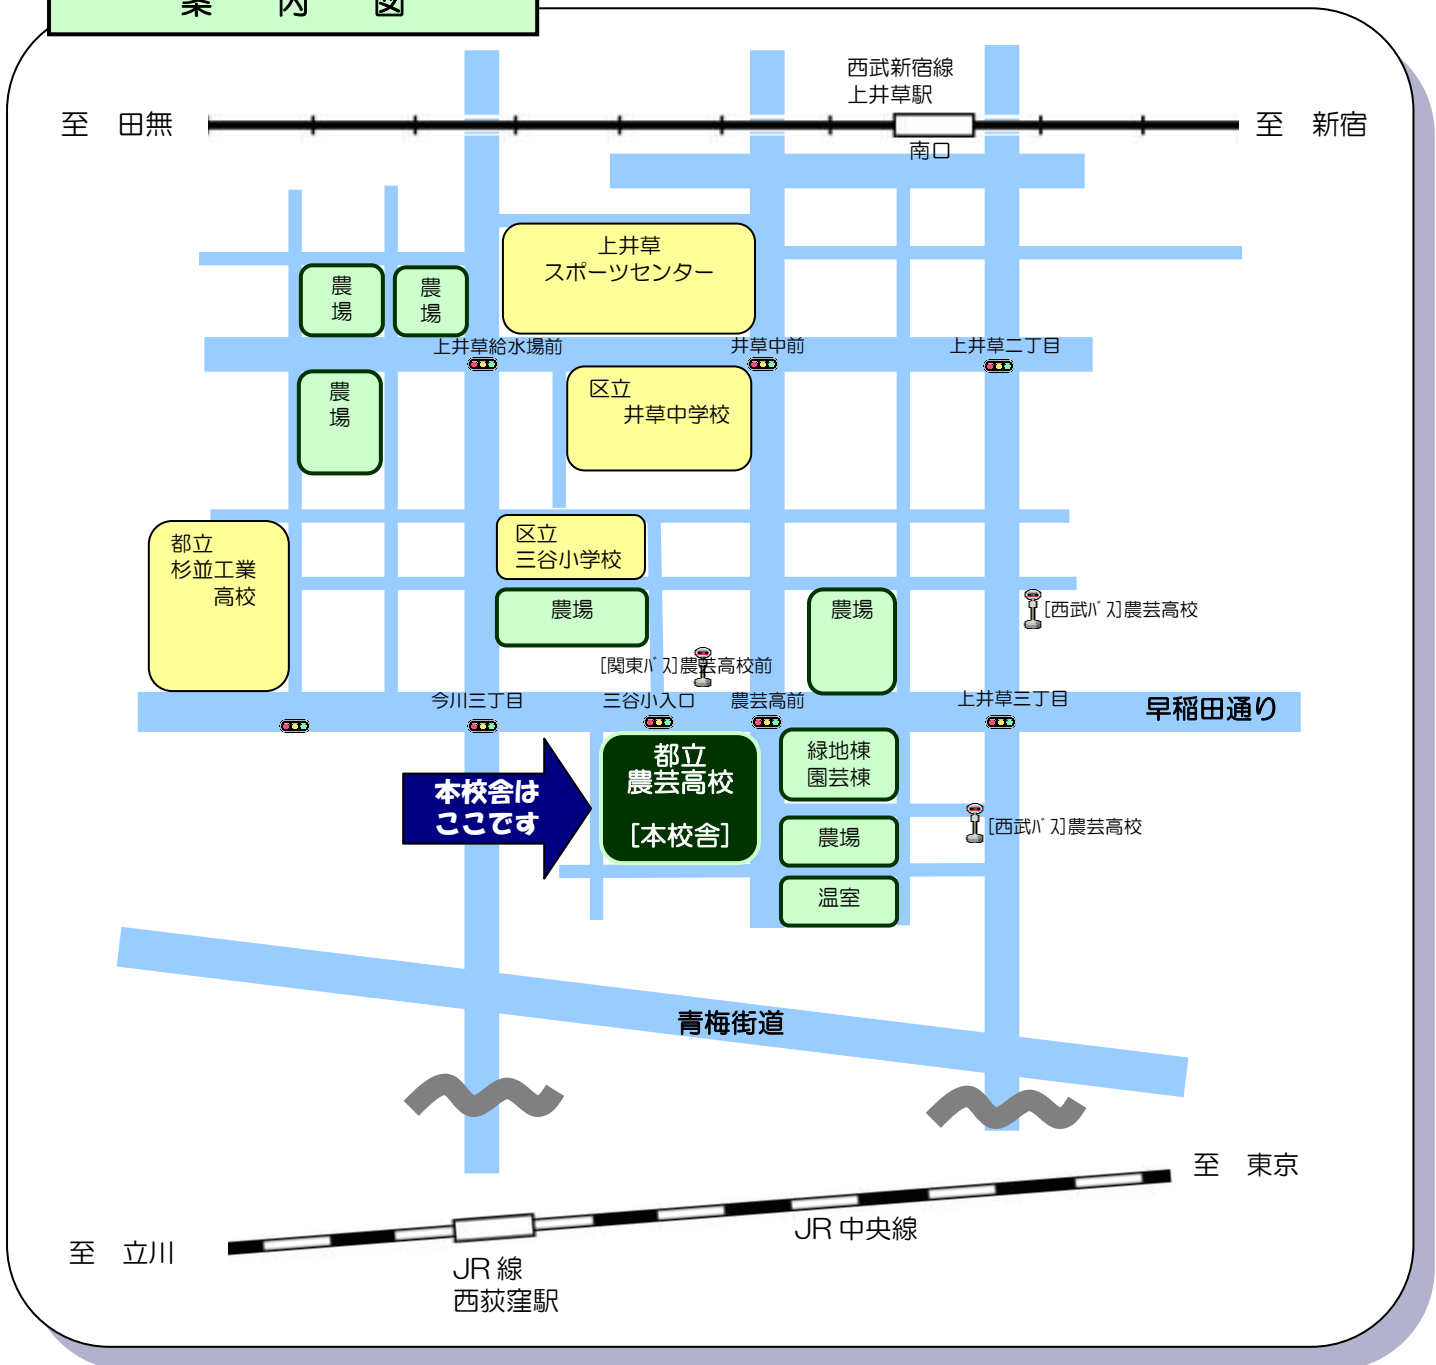 案 内 図
西武新宿線
上井草駅
至 田無
至 新宿
南口
上井草
スポーツセンター
農
場
農
場
上井草給水場前
井草中前
上井草二丁目
農
場
区立
井草中学校
都立
杉並工業
高校
区立
三谷小学校
農場
農場
[西武バス]農芸高校
[関東バス]農芸高校前
今川三丁目
三谷小入口
農芸高前
上井草三丁目
早稲田通り
都立
農芸高校
[本校舎]
緑地棟
園芸棟
本校舎は
ここです
農場
[西武バス]農芸高校
温室
青梅街道
至 東京
JR中央線
至 立川
JR線
西荻窪駅